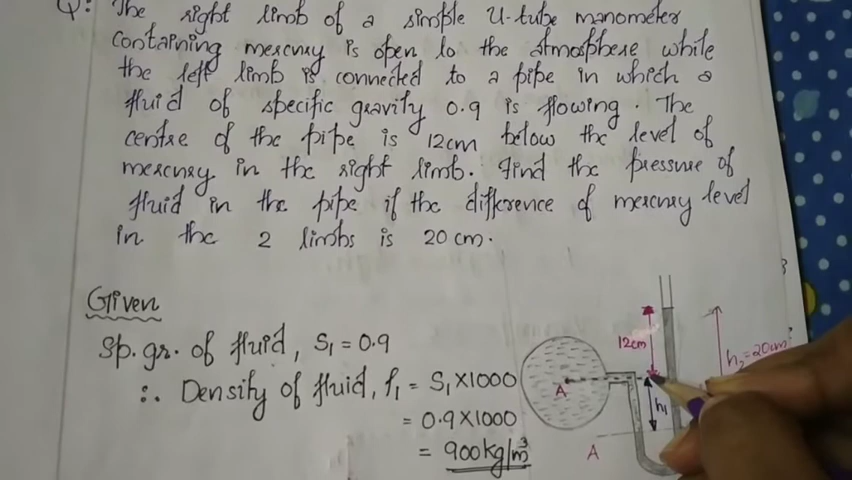 Q: The right limb of a simple U-tube manometer
containing mercury is open to the atmosphere while
the left limb is connected to a pipe in which a
fluid of specific gravity 0.9 is flowing. The
centre of the pipe is 12cm below the level of
mercury in the right limb. Find the pressure of
fluid in the pipe if the difference of mercury level
in the 2 limbs is 20 cm.
Given
Sp. gr. of fluid, S₁ = 0.9
∴ Density of fluid, ρ₁ = S₁ × 1000
= 0.9 × 1000
= 900 kg/m³
12cm
h₂ = 20cm
A
h₁
A